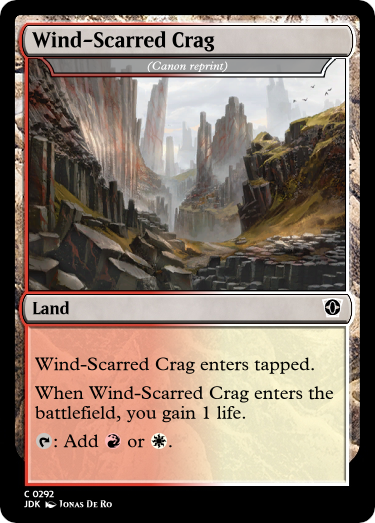 Wind-Scarred Crag
(Canon reprint)
Land
Wind-Scarred Crag enters tapped.
When Wind-Scarred Crag enters the
battlefield, you gain 1 life.
: Add or .
C 0292
JDK Jonas De Ro